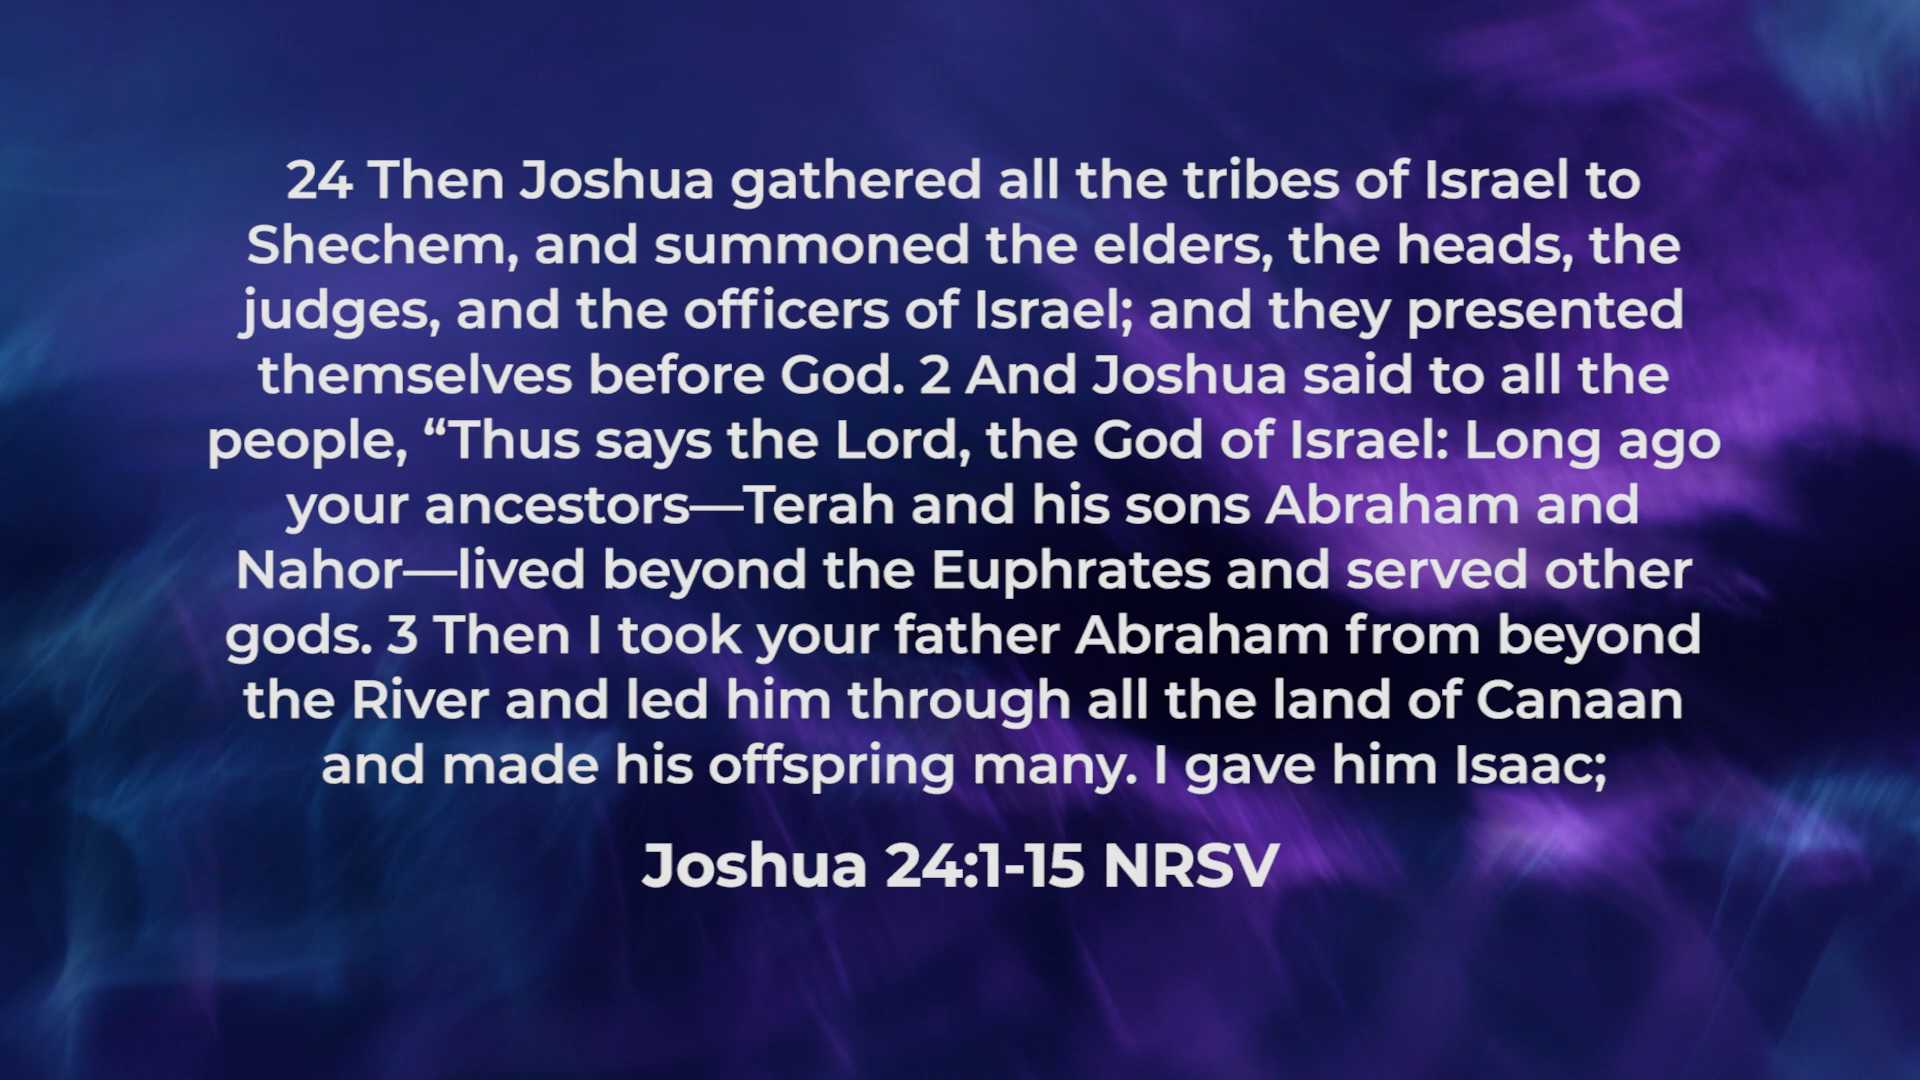 24 Then Joshua gathered all the tribes of Israel to
Shechem, and summoned the elders, the heads, the
judges, and the officers of Israel; and they presented
themselves before God. 2 And Joshua said to all the
people, “Thus says the Lord, the God of Israel: Long ago
your ancestors—Terah and his sons Abraham and
Nahor—lived beyond the Euphrates and served other
gods. 3 Then I took your father Abraham from beyond
the River and led him through all the land of Canaan
and made his offspring many. I gave him Isaac;
Joshua 24:1-15 NRSV